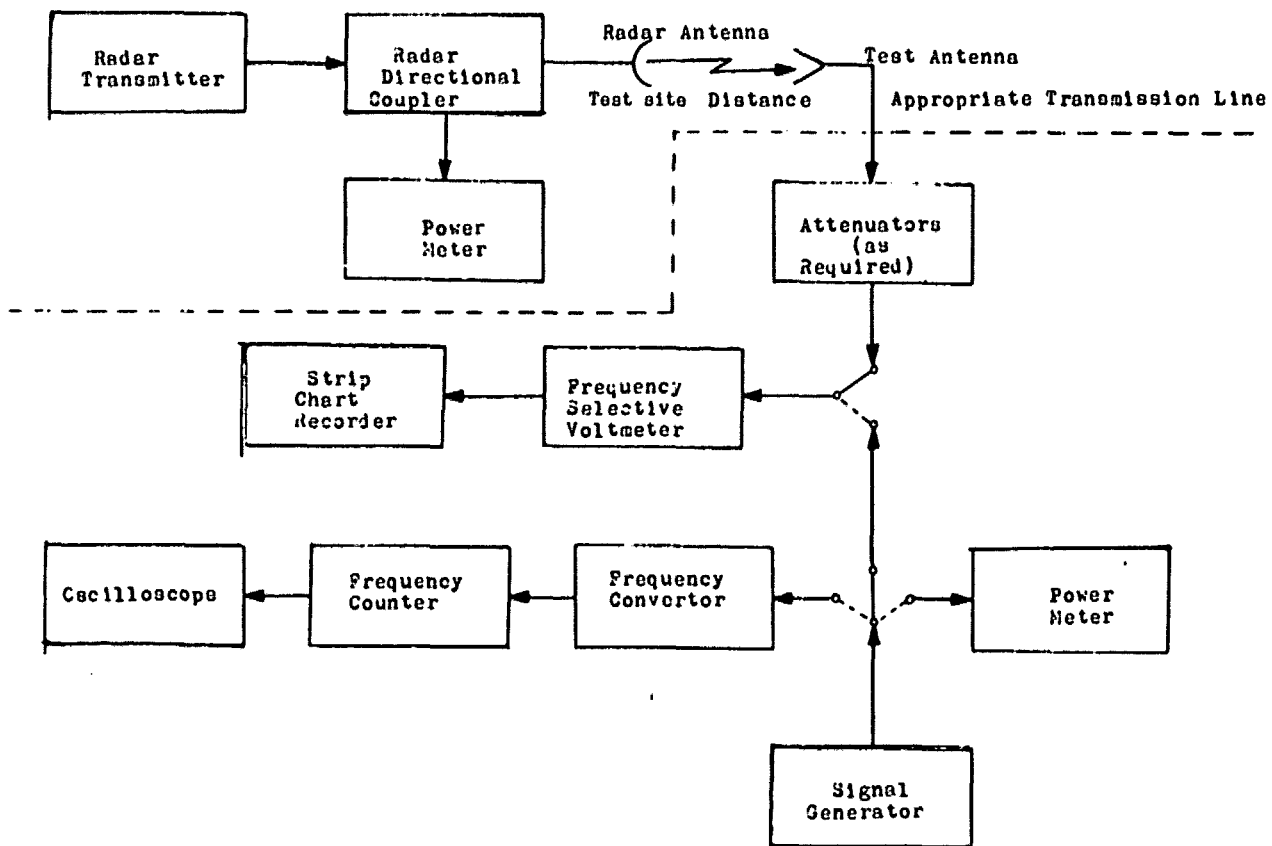 Radar
Transmitter
Radar
Directional
Coupler
Radar Antenna
Test Antenna
Test site Distance
Appropriate Transmission Line
Power
Meter
Attenuators
(as
Required)
Strip
Chart
Recorder
Frequency
Selective
Voltmeter
Oscilloscope
Frequency
Counter
Frequency
Convertor
Power
Meter
Signal
Generator